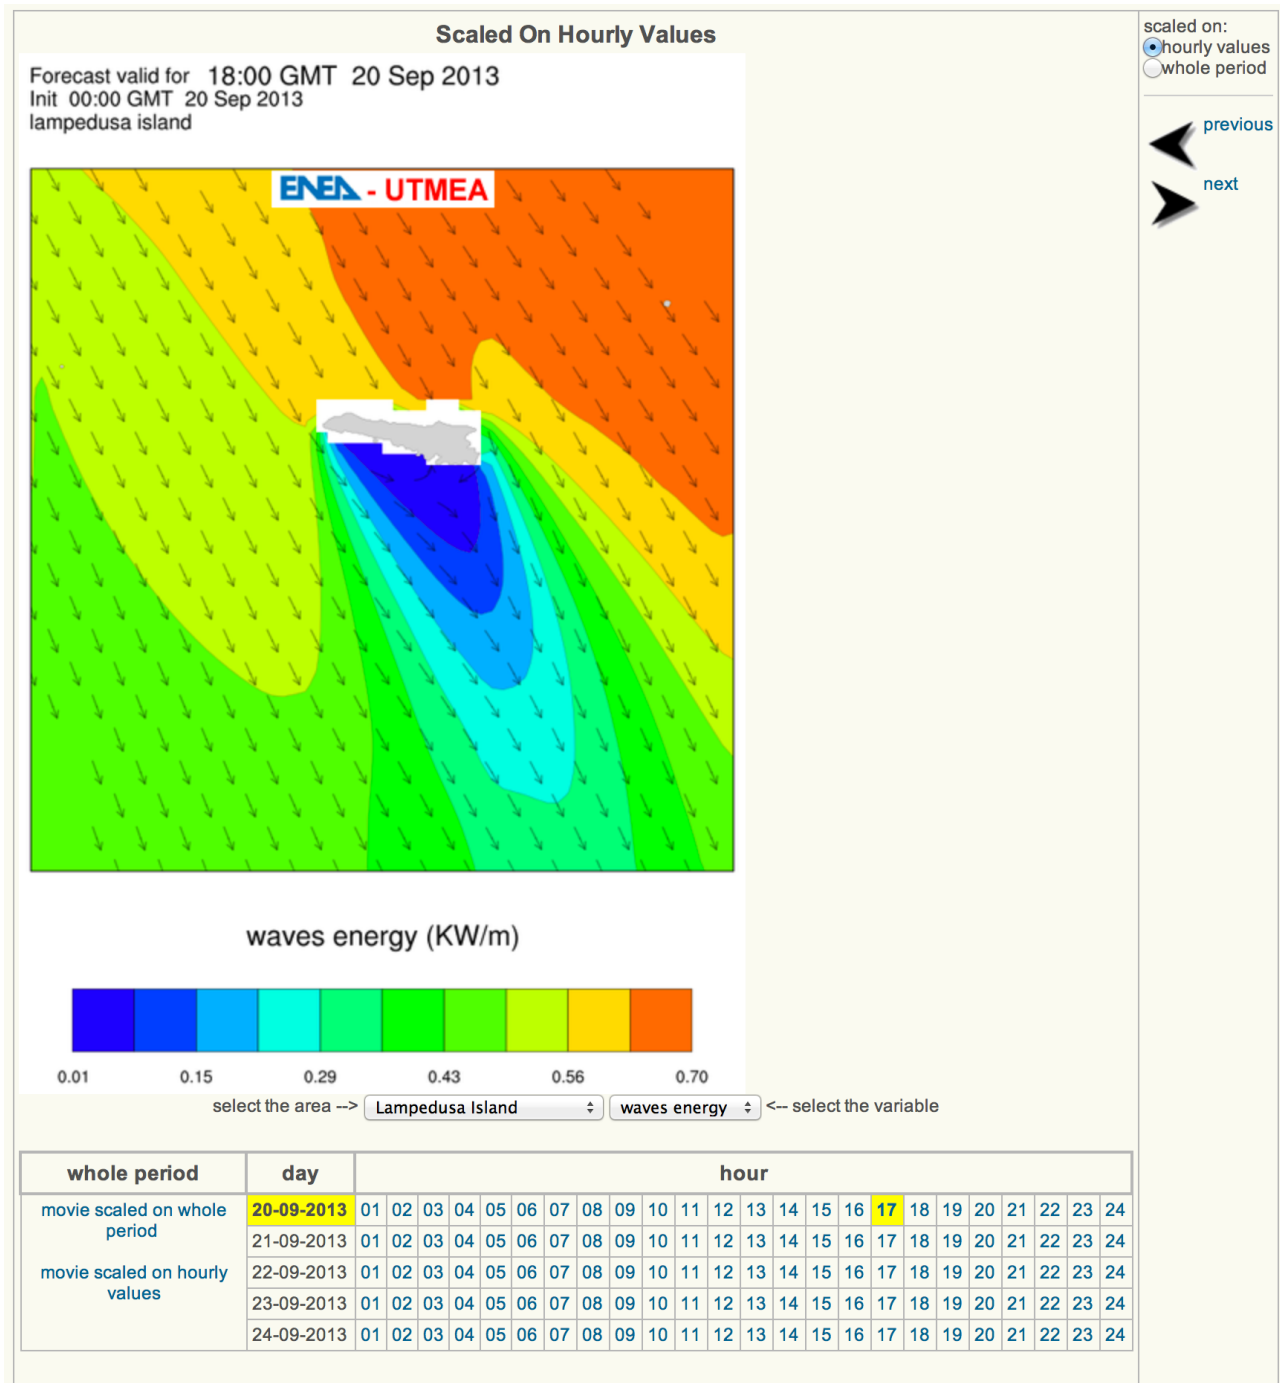 Scaled On Hourly Values
Forecast valid for 18:00 GMT 20 Sep 2013
Init 00:00 GMT 20 Sep 2013
lampedusa island
ENEA - UTMEA
waves energy (KW/m)
0.01 0.15 0.29 0.43 0.56 0.70
select the area --> Lampedusa Island waves energy <-- select the variable
scaled on:
hourly values
whole period
previous
next
whole period day hour
movie scaled on whole period
movie scaled on hourly values
20-09-2013 01 02 03 04 05 06 07 08 09 10 11 12 13 14 15 16 17 18 19 20 21 22 23 24
21-09-2013 01 02 03 04 05 06 07 08 09 10 11 12 13 14 15 16 17 18 19 20 21 22 23 24
22-09-2013 01 02 03 04 05 06 07 08 09 10 11 12 13 14 15 16 17 18 19 20 21 22 23 24
23-09-2013 01 02 03 04 05 06 07 08 09 10 11 12 13 14 15 16 17 18 19 20 21 22 23 24
24-09-2013 01 02 03 04 05 06 07 08 09 10 11 12 13 14 15 16 17 18 19 20 21 22 23 24